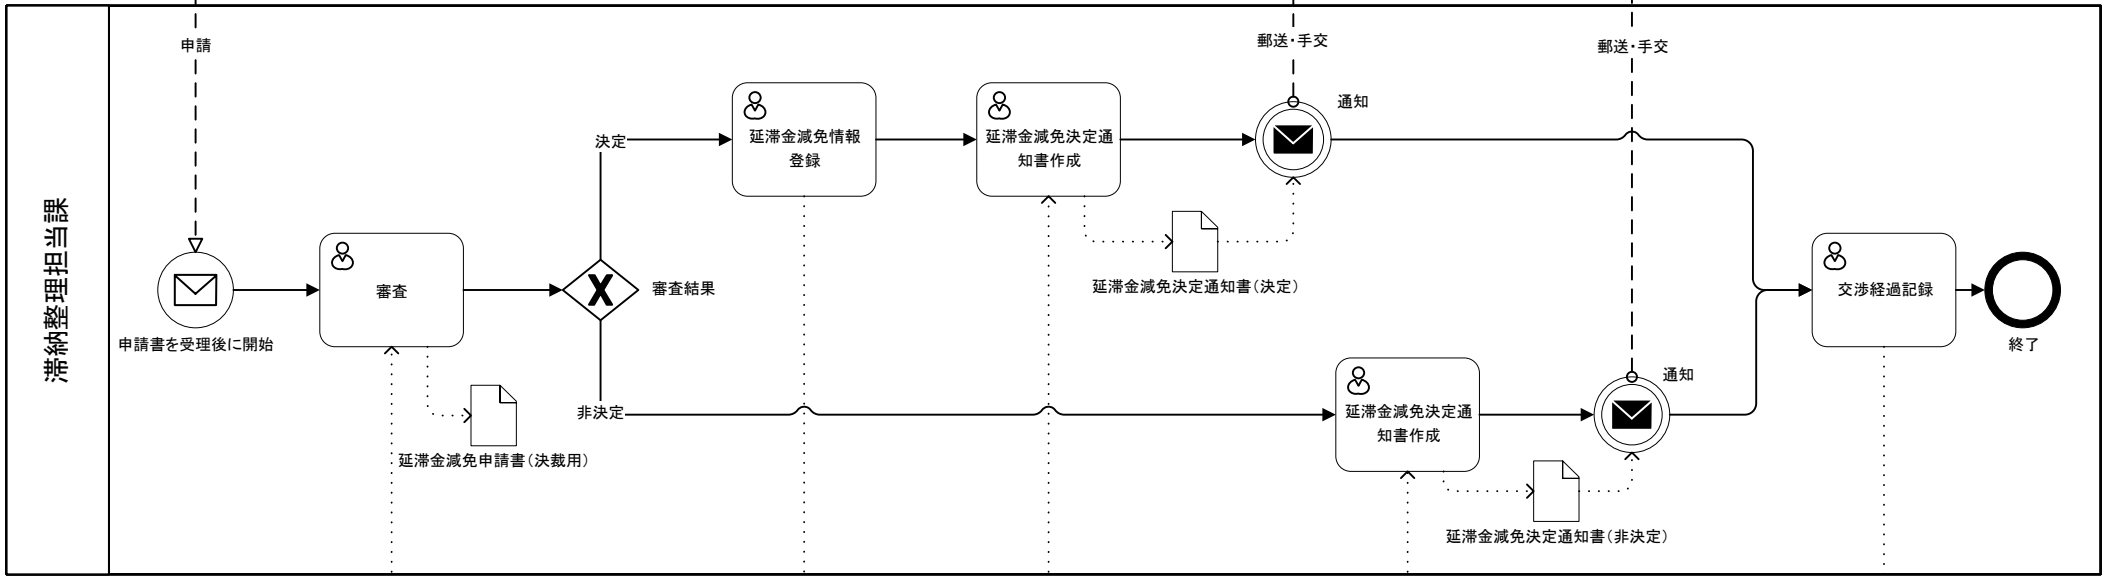 滞納整理担当課
申請
申請書を受理後に開始
審査
延滞金減免申請書(決裁用)
審査結果
決定
非決定
延滞金減免情報
登録
延滞金減免決定通
知書作成
延滞金減免決定通知書(決定)
郵送・手交
通知
延滞金減免決定通
知書作成
延滞金減免決定通知書(非決定)
郵送・手交
通知
交渉経過記録
終了